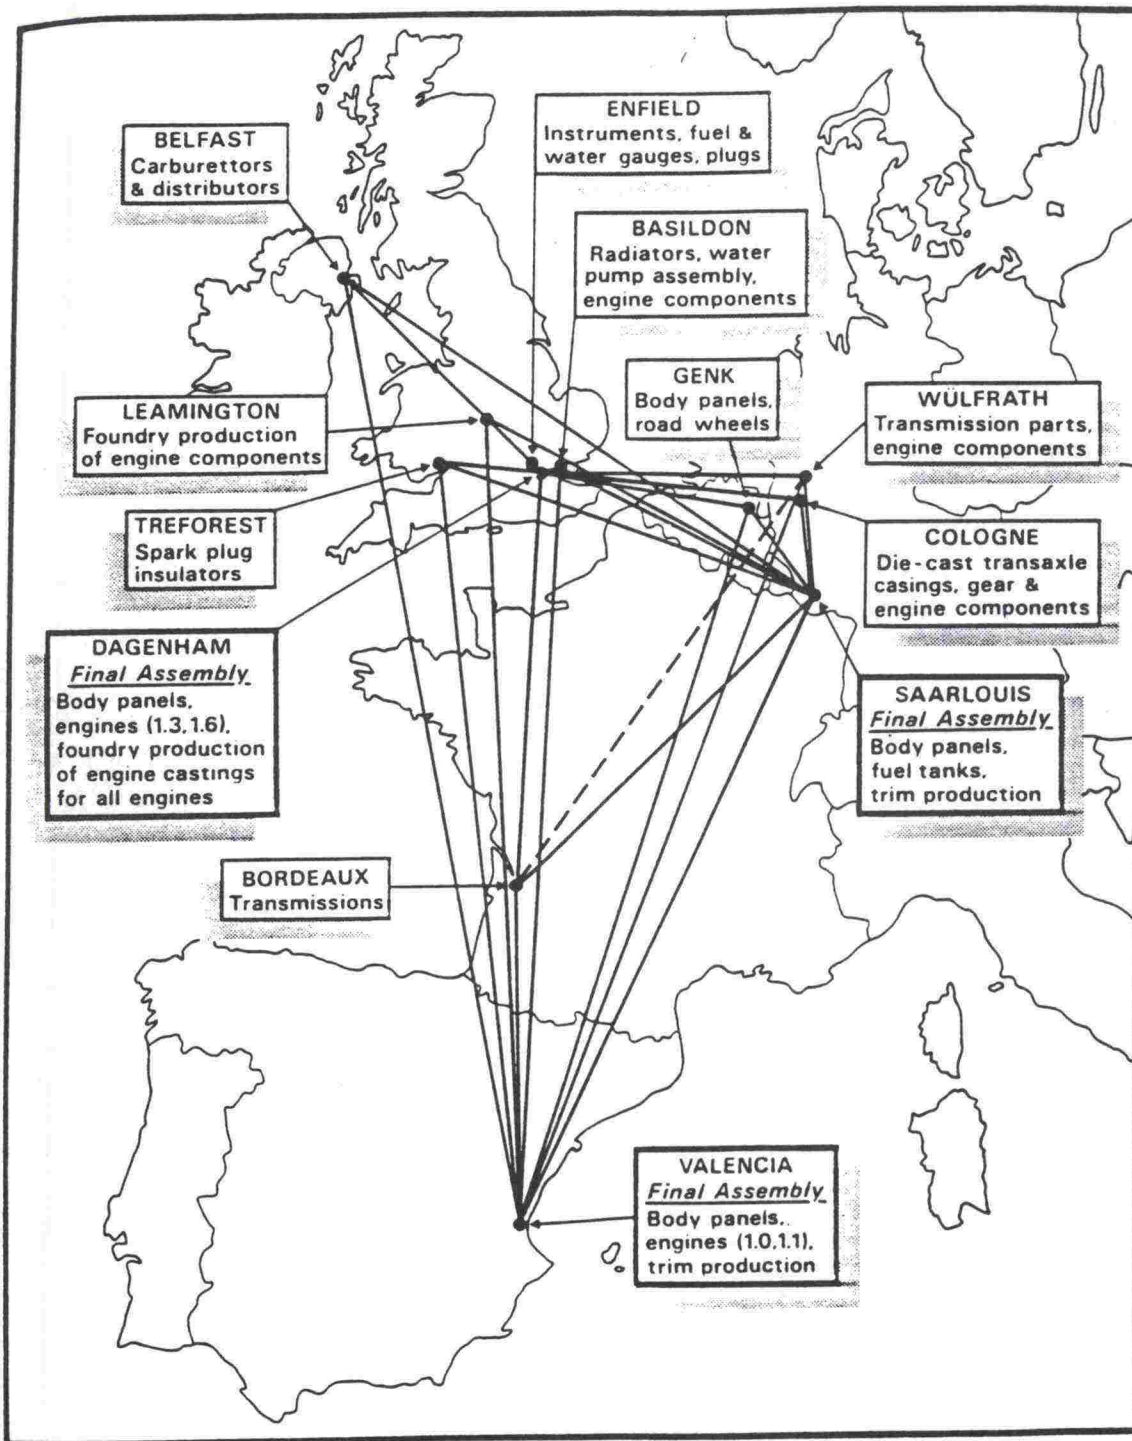 BELFAST
Carburettors
& distributors
ENFIELD
Instruments, fuel &
water gauges, plugs
BASILDON
Radiators, water
pump assembly,
engine components
GENK
Body panels,
road wheels
WÜLFRATH
Transmission parts,
engine components
LEAMINGTON
Foundry production
of engine components
TREFOREST
Spark plug
insulators
COLOGNE
Die-cast transaxle
casings, gear &
engine components
DAGENHAM
Final Assembly
Body panels,
engines (1.3,1.6),
foundry production
of engine castings
for all engines
SAARLOUIS
Final Assembly
Body panels,
fuel tanks,
trim production
BORDEAUX
Transmissions
VALENCIA
Final Assembly
Body panels,
engines (1.0,1.1),
trim production